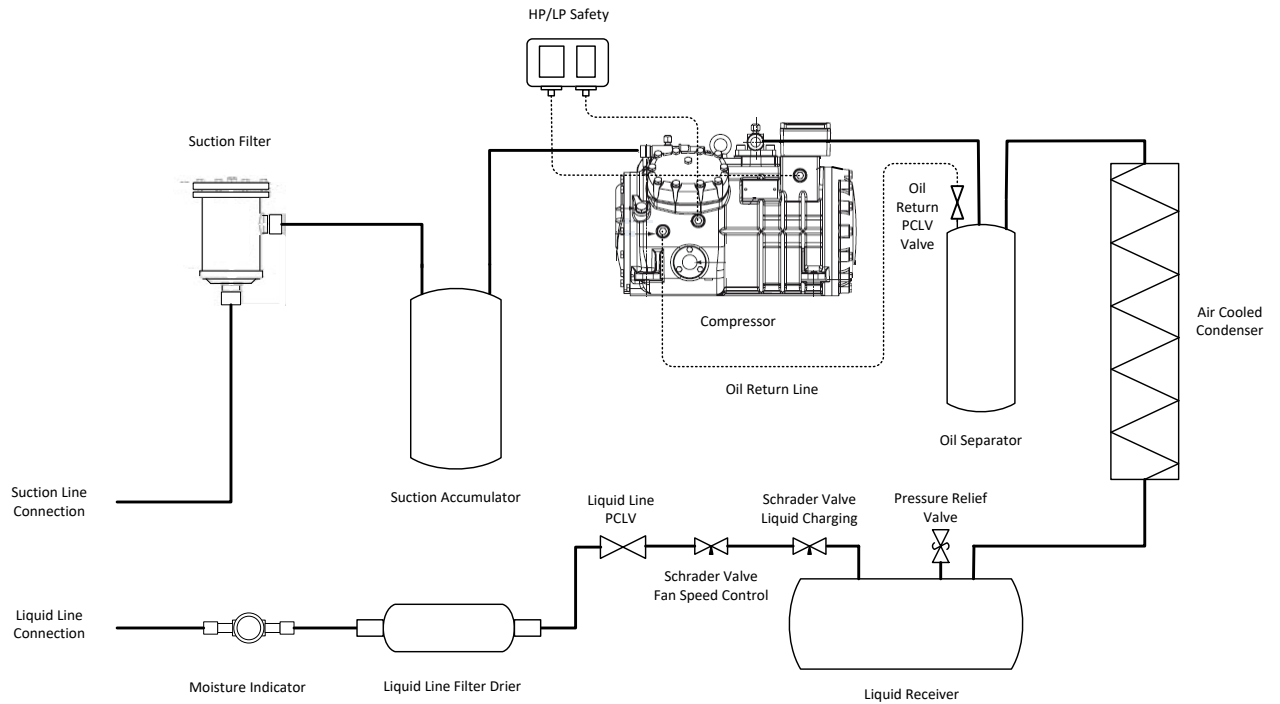 HP/LP Safety
Suction Filter
Oil
Return
PCLV
Valve
Compressor
Air Cooled
Condenser
Oil Return Line
Oil Separator
Suction Line
Connection
Suction Accumulator
Liquid Line
PCLV
Schrader Valve
Liquid Charging
Pressure Relief
Valve
Schrader Valve
Fan Speed Control
Liquid Line
Connection
Moisture Indicator
Liquid Line Filter Drier
Liquid Receiver